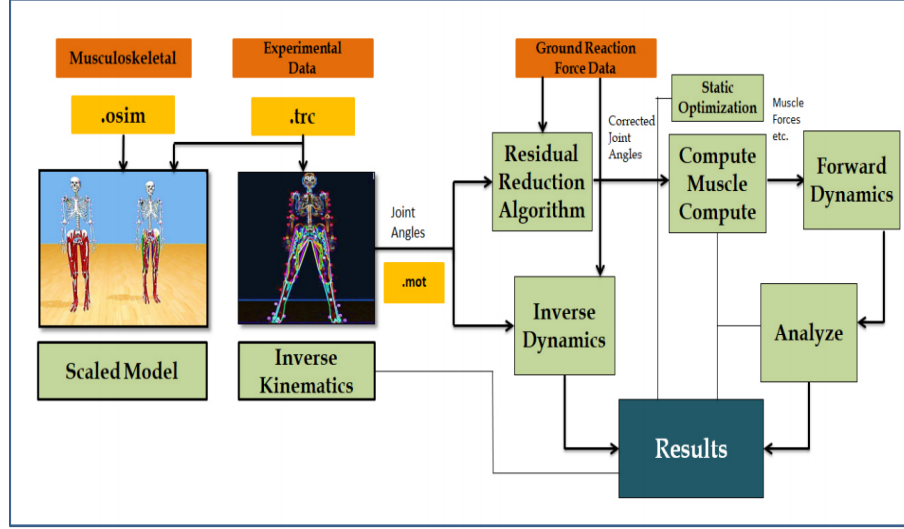 Musculoskeletal
Experimental
Data
Ground Reaction
Force Data
.osim
.trc
Static
Optimization
Muscle
Forces
etc.
Corrected
Joint
Angles
Residual
Reduction
Algorithm
Compute
Muscle
Compute
Forward
Dynamics
Joint
Angles
.mot
Inverse
Dynamics
Analyze
Scaled Model
Inverse
Kinematics
Results